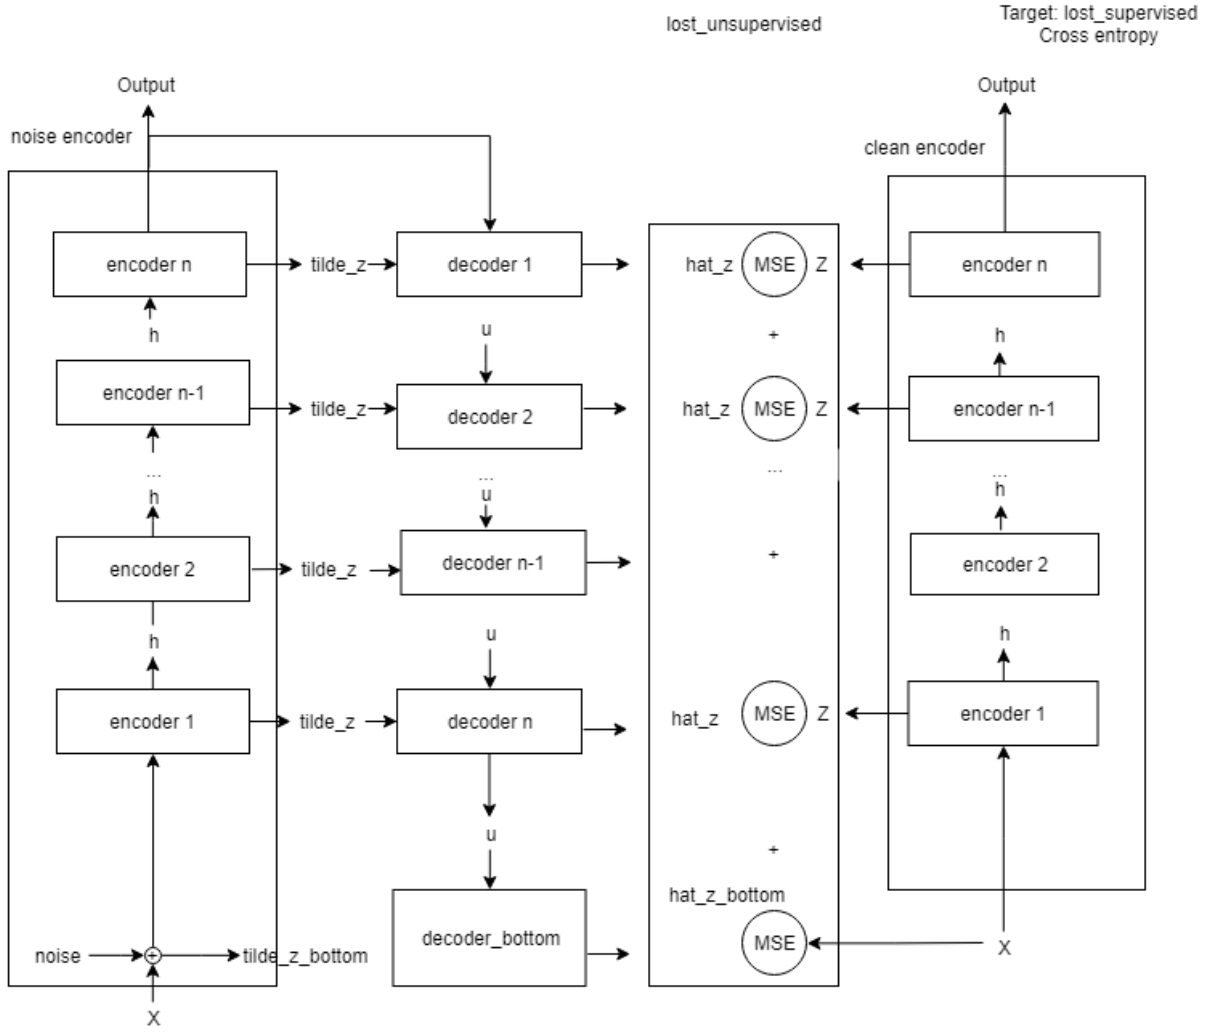 lost_unsupervised
Target: lost_supervised
Cross entropy
Output
Output
noise encoder
clean encoder
encoder n
tilde_z
decoder 1
hat_z
MSE
Z
encoder n
h
u
+
h
encoder n-1
tilde_z
decoder 2
hat_z
MSE
Z
encoder n-1
...
...
...
...
h
u
h
encoder 2
tilde_z
decoder n-1
+
encoder 2
h
u
h
encoder 1
tilde_z
decoder n
hat_z
MSE
Z
encoder 1
u
+
hat_z_bottom
noise
+
tilde_z_bottom
decoder_bottom
MSE
X
X